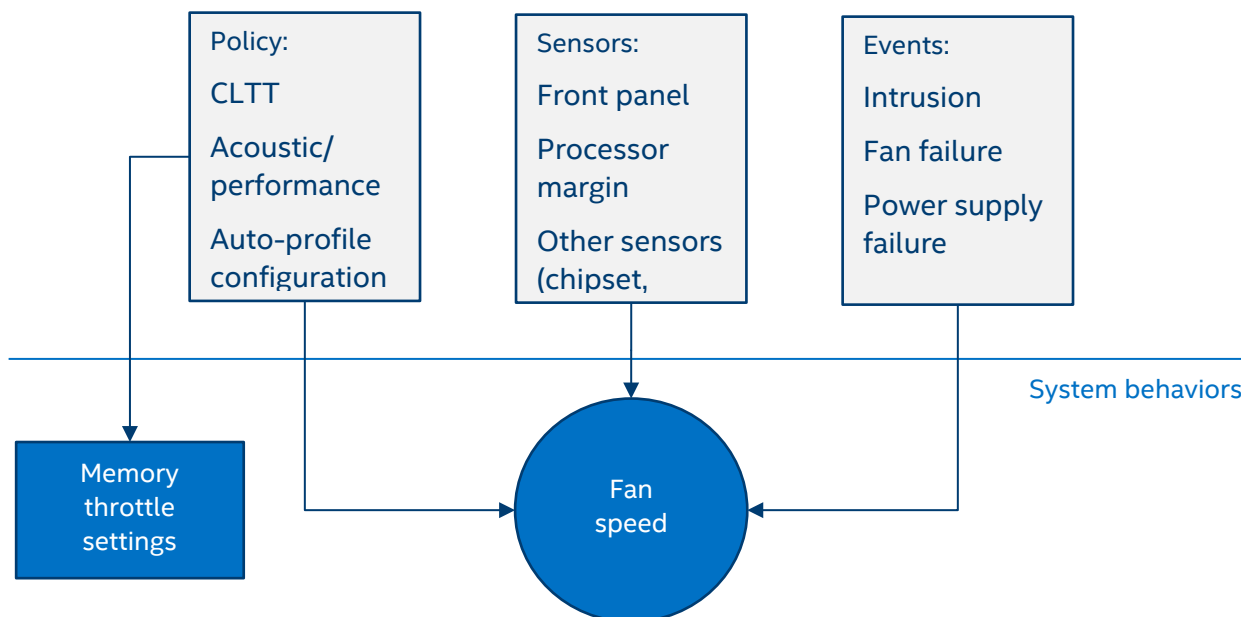 Policy:
CLTT
Acoustic/
performance
Auto-profile
configuration
Sensors:
Front panel
Processor
margin
Other sensors
(chipset,
Events:
Intrusion
Fan failure
Power supply
failure
System behaviors
Memory
throttle
settings
Fan
speed